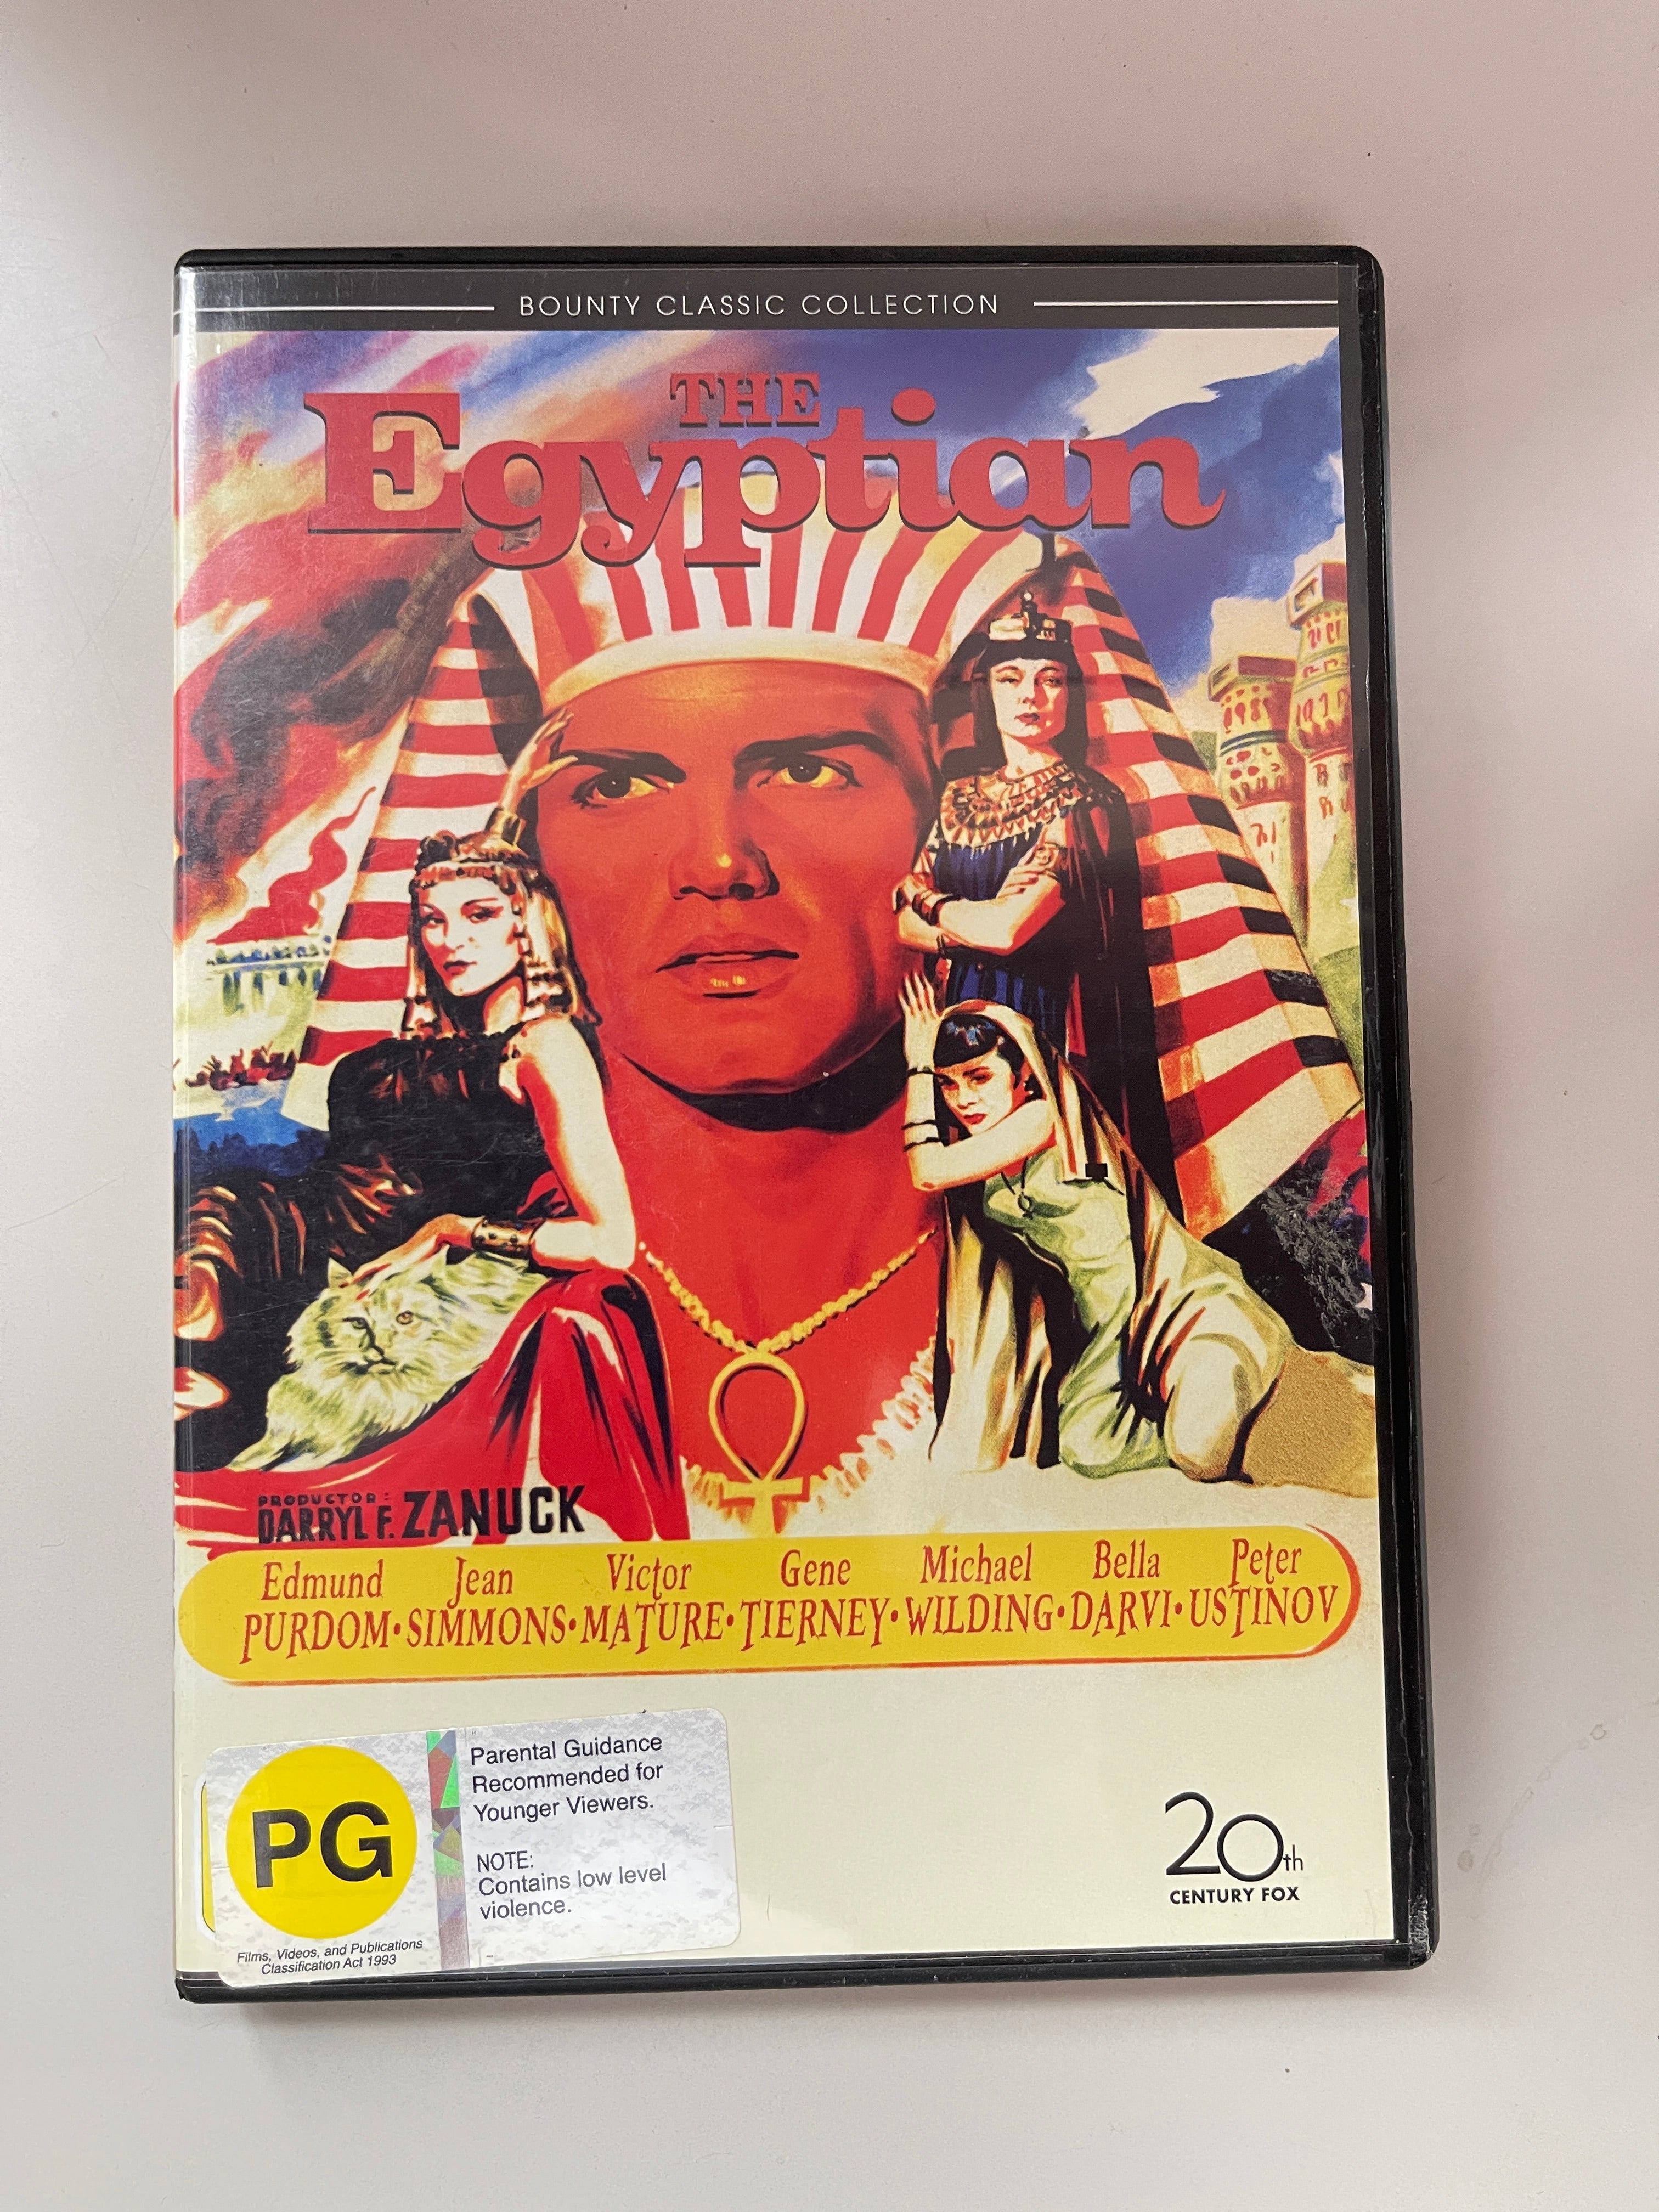 BOUNTY CLASSIC COLLECTION
THE
Egyptian
PRODUCTOR:
DARRYL F. ZANUCK
Edmund Jean Victor Gene Michael Bella Peter
PURDOM • SIMMONS • MATURE • TIERNEY • WILDING • DARVI • USTINOV
PG
Parental Guidance
Recommended for
Younger Viewers.
NOTE:
Contains low level
violence.
Films, Videos, and Publications
Classification Act 1993
20th
CENTURY FOX